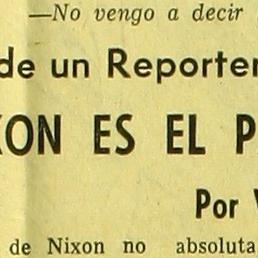 —No vengo a decir
de un Reporter
XON ES EL P
Por V
de Nixon no absoluta